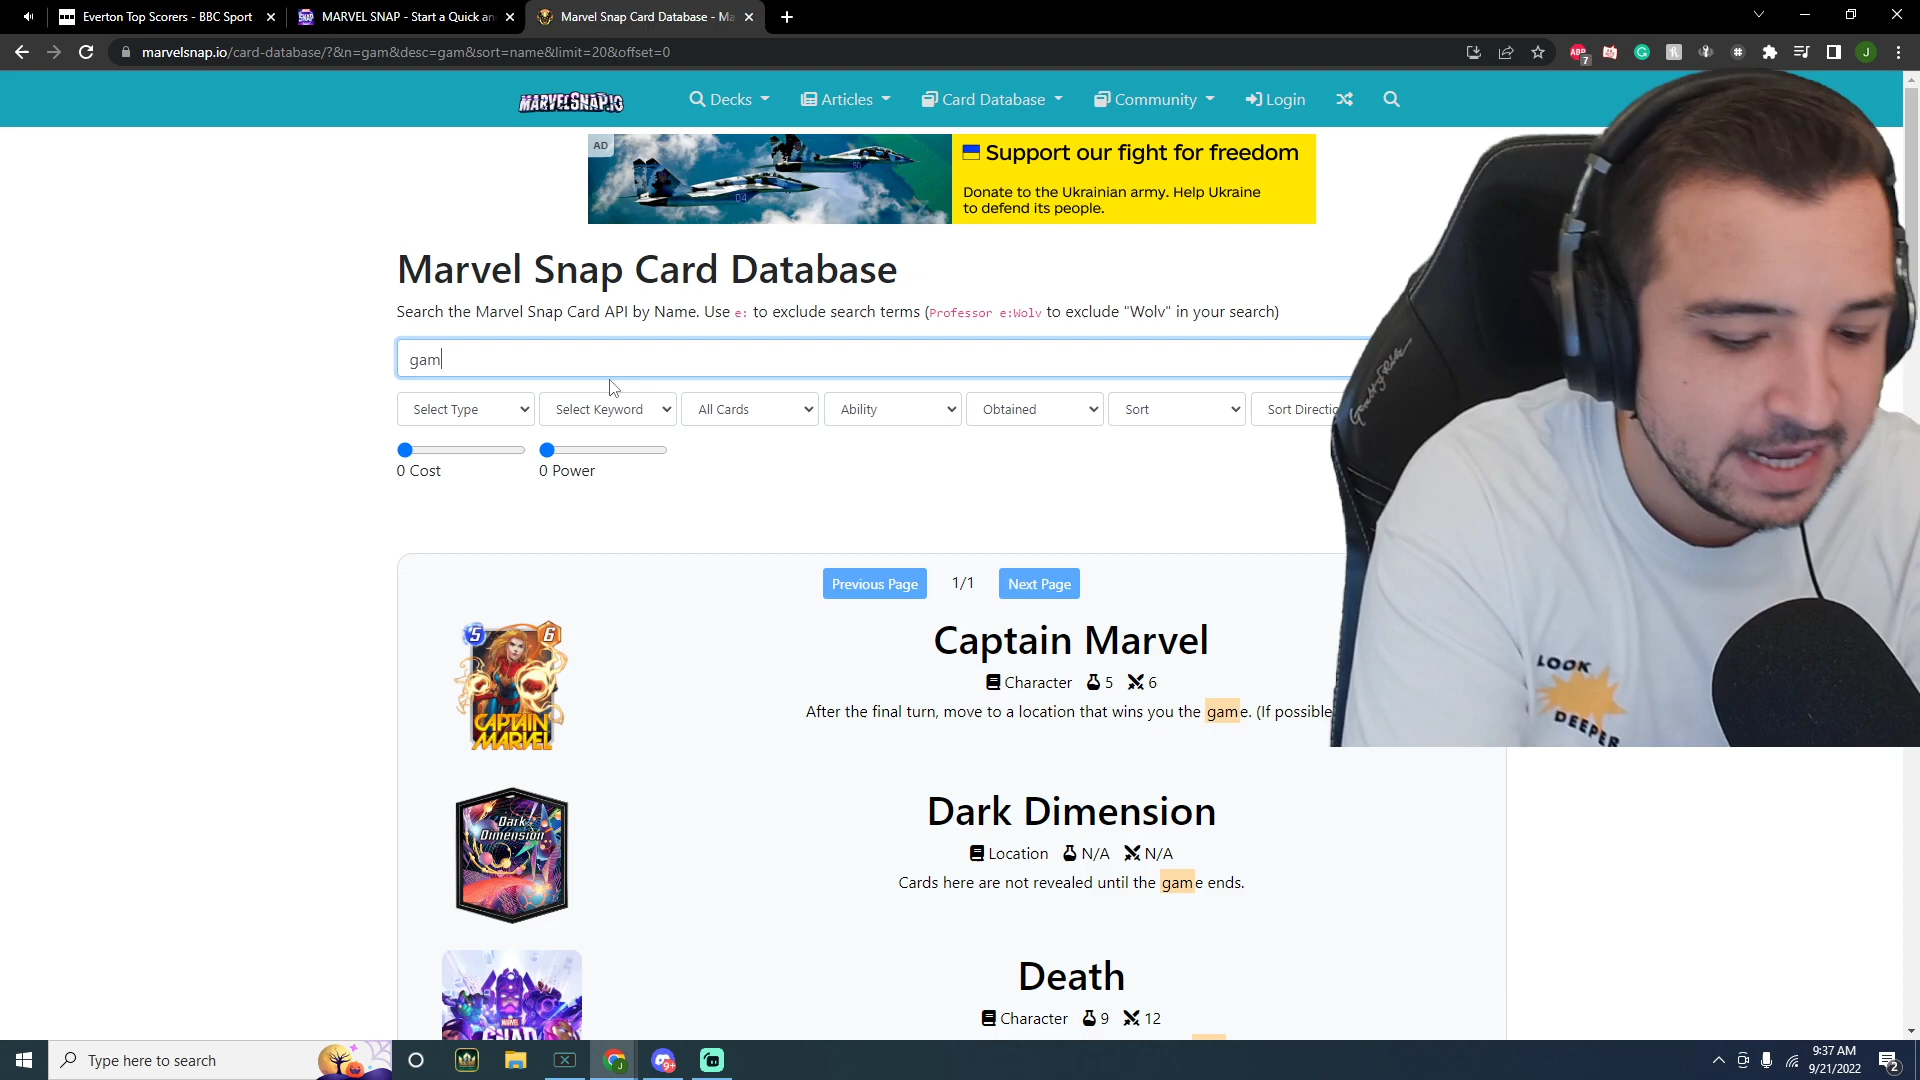 Everton Top Scorers - BBC Sport
MARVEL SNAP - Start a Quick an
Marvel Snap Card Database - Ma
marvelsnap.io/card-database/?&n=gam&desc=gam&sort=name&limit=20&offset=0
ABP
7
J
MARVELSNAP.IO
Decks
Articles
Card Database
Community
Login
AD
Support our fight for freedom
Donate to the Ukrainian army. Help Ukraine
to defend its people.
Marvel Snap Card Database
Search the Marvel Snap Card API by Name. Use e: to exclude search terms (Professor e:Wolv to exclude "Wolv" in your search)
gam
Select Type
Select Keyword
All Cards
Ability
Obtained
Sort
Sort Directio
0 Cost
0 Power
Previous Page
1/1
Next Page
5
6
CAPTAIN
MARVEL
Captain Marvel
Character 5 6
After the final turn, move to a location that wins you the game. (If possible
Dark
Dimension
Dark Dimension
Location N/A N/A
Cards here are not revealed until the game ends.
MARVEL
SNAP
Death
Character 9 12
LOOK
DEEPER
Type here to search
9+
9:37 AM
9/21/2022
2